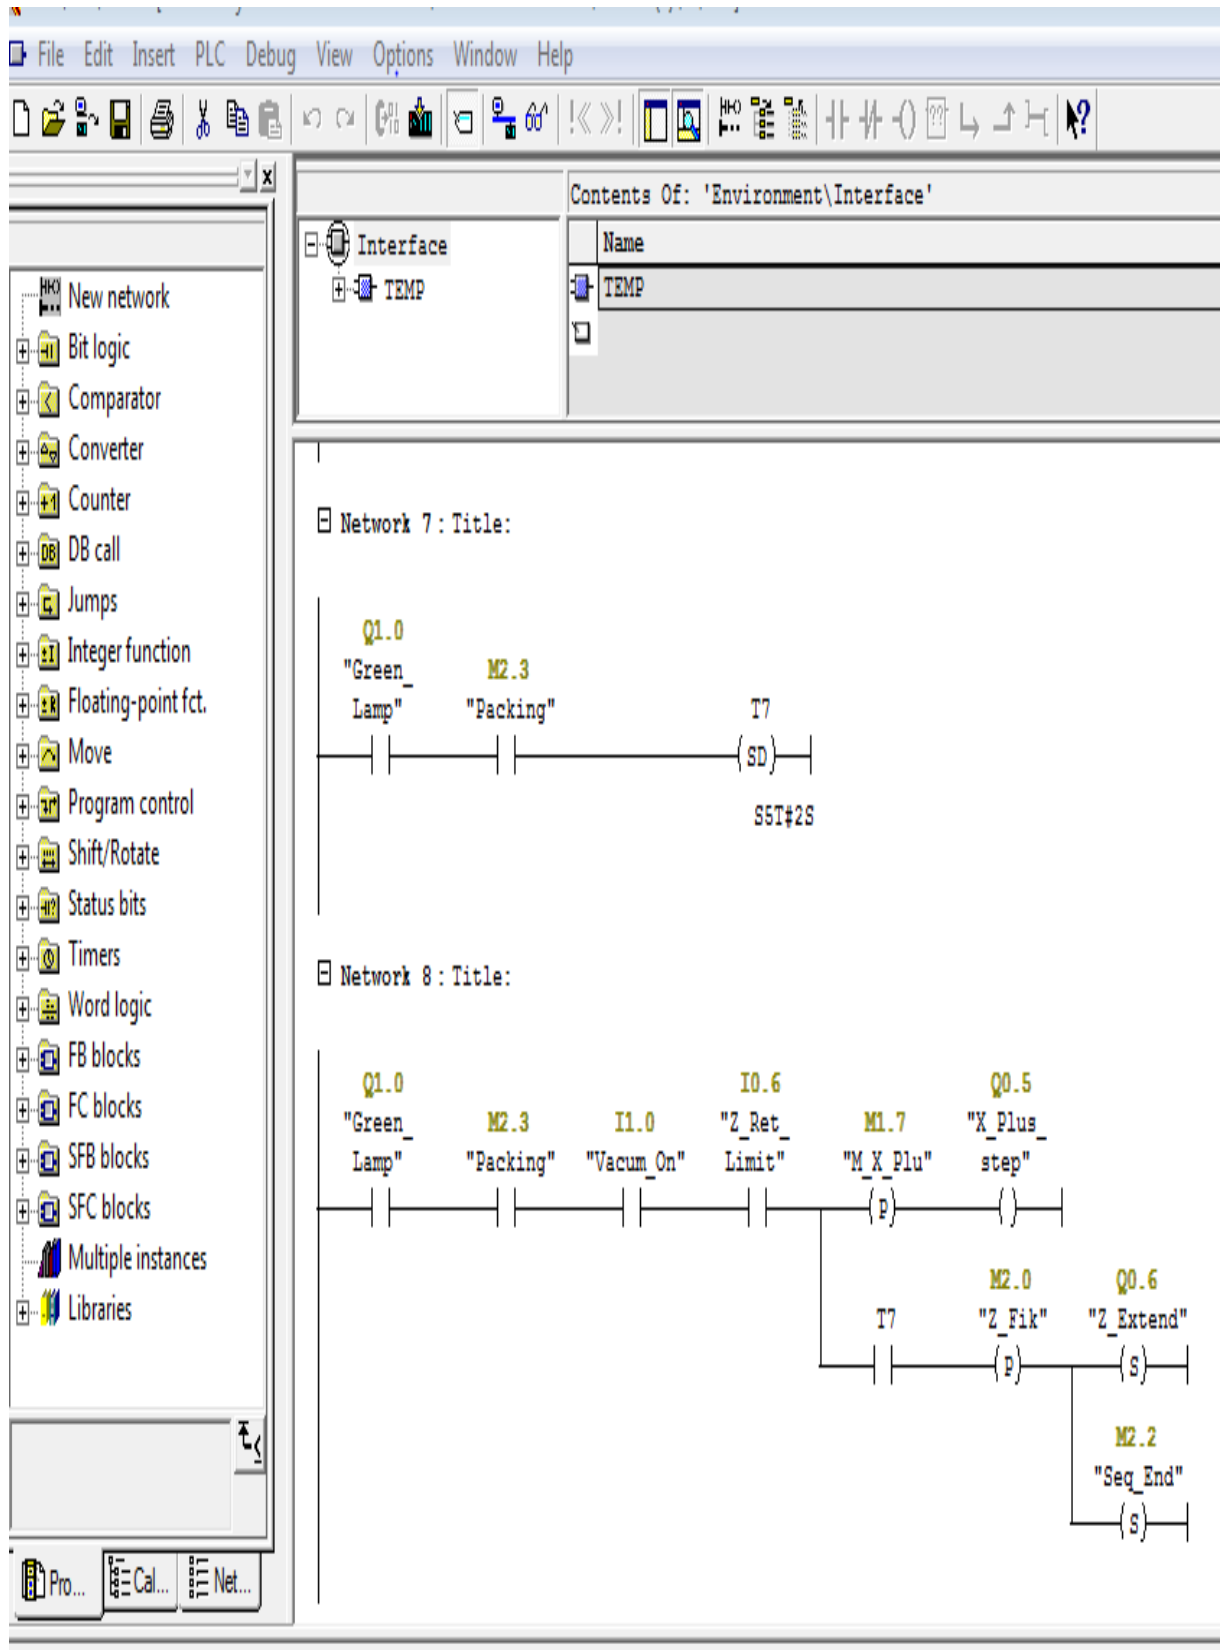 File Edit Insert PLC Debug View Options Window Help
Contents Of: 'Environment\Interface'
Interface
TEMP
Name
TEMP
New network
Bit logic
Comparator
Converter
Counter
DB call
Jumps
Integer function
Floating-point fct.
Move
Program control
Shift/Rotate
Status bits
Timers
Word logic
FB blocks
FC blocks
SFB blocks
SFC blocks
Multiple instances
Libraries
Pro... Cal... Net...
Network 7 : Title:
Q1.0
"Green_ M2.3
Lamp" "Packing" T7
SD
S5T#2S
Network 8 : Title:
Q1.0 I0.6 Q0.5
"Green_ M2.3 I1.0 "Z_Ret_ M1.7 "X_Plus_
Lamp" "Packing" "Vacum_On" Limit" "M_X_Plu" step"
P
M2.0 Q0.6
T7 "Z_Fik" "Z_Extend"
P S
M2.2
"Seq_End"
S